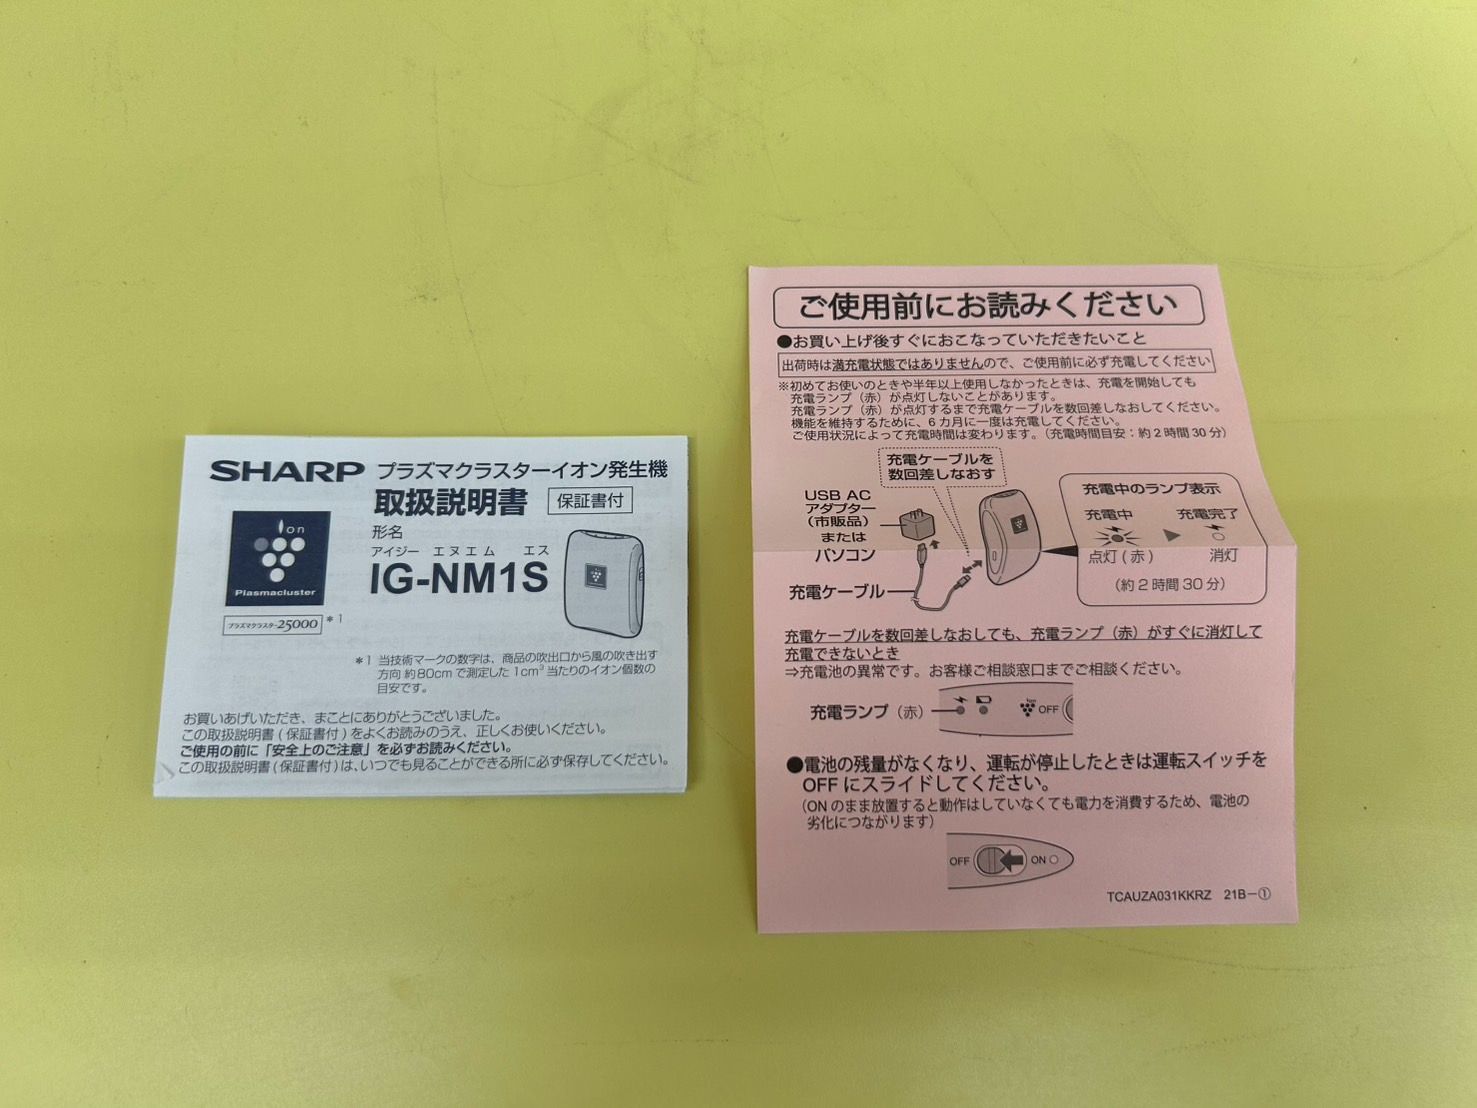 SHARP プラズマクラスターイオン発生機
取扱説明書 保証書付
ion
Plasmacluster
プラズマクラスター25000 *1
形名
アイジー エヌエム エス
IG-NM1S
*1 当技術マークの数字は、商品の吹出口から風の吹き出す
方向 約80cmで測定した1cm³当たりのイオン個数の
目安です。
お買いあげいただき、まことにありがとうございました。
この取扱説明書(保証書付)をよくお読みのうえ、正しくお使いください。
ご使用の前に「安全上のご注意」を必ずお読みください。
この取扱説明書(保証書付)は、いつでも見ることができる所に必ず保存してください。
ご使用前にお読みください
●お買い上げ後すぐにおこなっていただきたいこと
出荷時は満充電状態ではありませんので、ご使用前に必ず充電してください
※初めてお使いのときや半年以上使用しなかったときは、充電を開始しても
充電ランプ（赤）が点灯しないことがあります。
充電ランプ（赤）が点灯するまで充電ケーブルを数回差しなおしてください。
機能を維持するために、6カ月に一度は充電してください。
ご使用状況によって充電時間は変わります。（充電時間目安：約2時間30分）
充電ケーブルを
数回差しなおす
USB AC
アダプター
（市販品）
または
パソコン
充電ケーブル
充電中のランプ表示
充電中 充電完了
点灯(赤) 消灯
（約2時間30分）
充電ケーブルを数回差しなおしても、充電ランプ（赤）がすぐに消灯して
充電できないとき
⇒充電池の異常です。お客様ご相談窓口までご相談ください。
充電ランプ（赤）
OFF
●電池の残量がなくなり、運転が停止したときは運転スイッチを
OFFにスライドしてください。
（ONのまま放置すると動作はしていなくても電力を消費するため、電池の
劣化につながります）
OFF ON
TCAUZA031KKRZ 21B－①